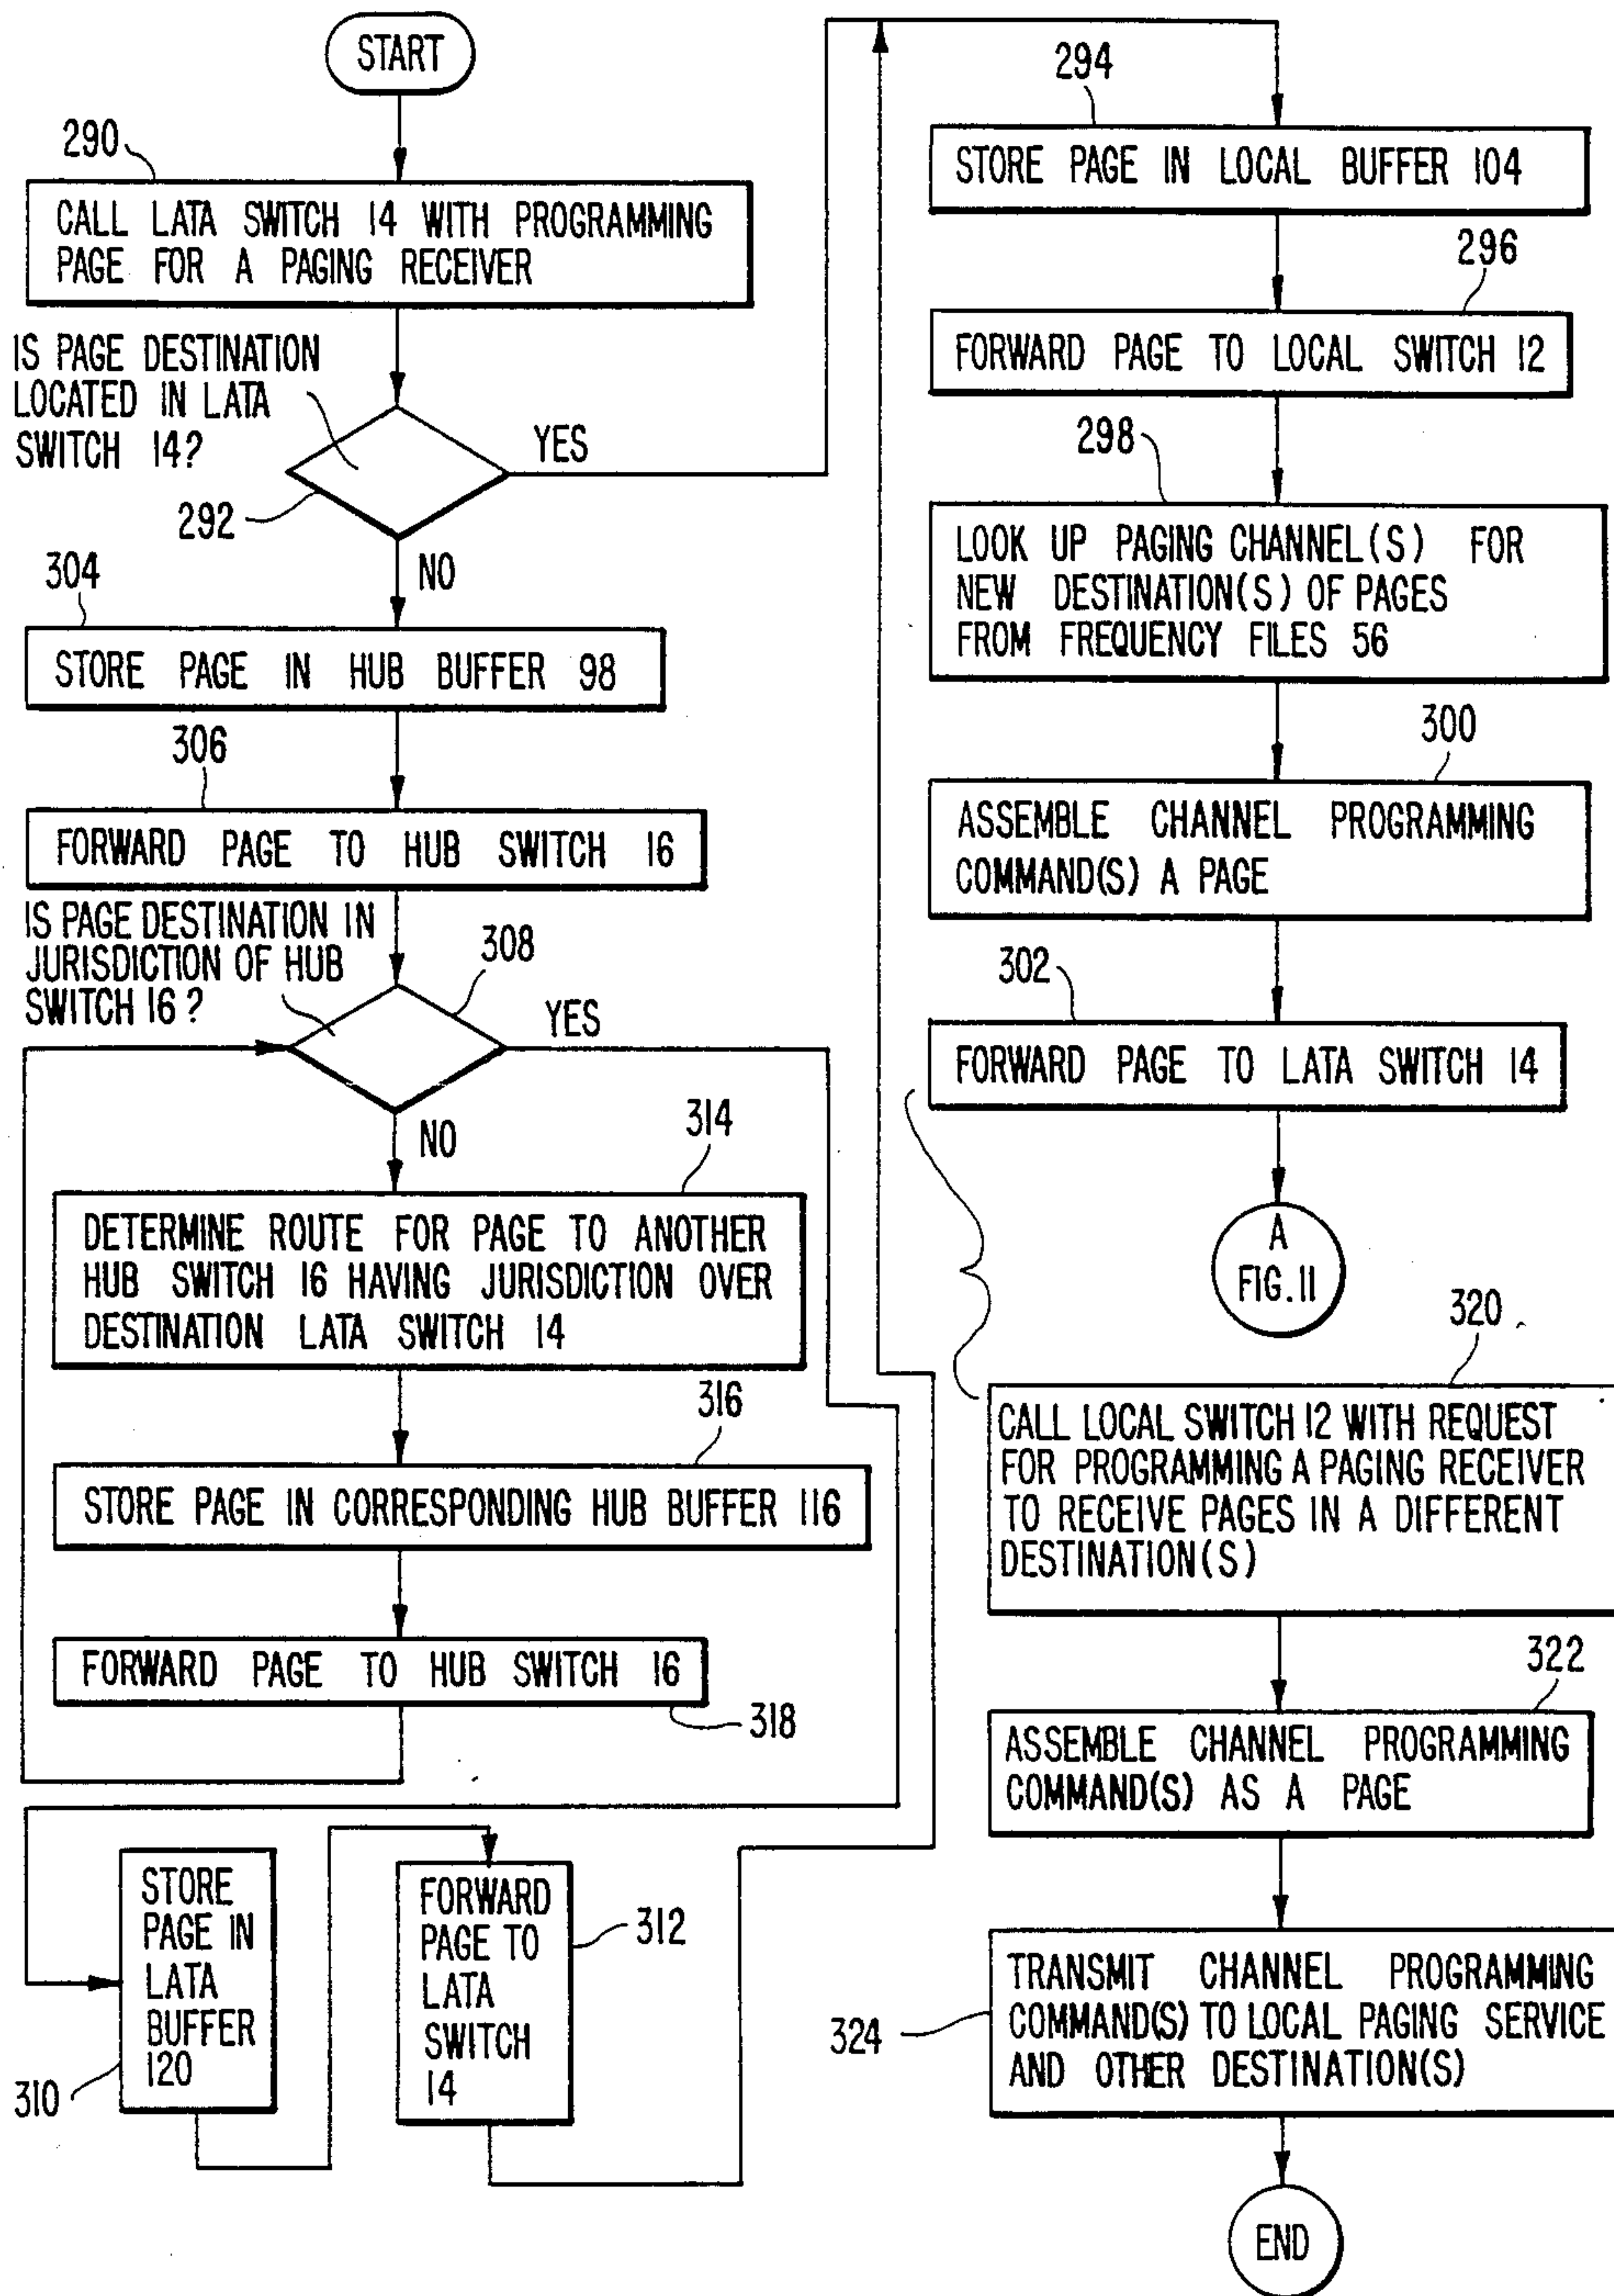 START
290
CALL LATA SWITCH 14 WITH PROGRAMMING
PAGE FOR A PAGING RECEIVER
IS PAGE DESTINATION
LOCATED IN LATA
SWITCH 14?
YES
292
NO
304
STORE PAGE IN HUB BUFFER 98
306
FORWARD PAGE TO HUB SWITCH 16
IS PAGE DESTINATION IN
JURISDICTION OF HUB
SWITCH 16?
308
YES
NO
314
DETERMINE ROUTE FOR PAGE TO ANOTHER
HUB SWITCH 16 HAVING JURISDICTION OVER
DESTINATION LATA SWITCH 14
316
STORE PAGE IN CORRESPONDING HUB BUFFER 116
FORWARD PAGE TO HUB SWITCH 16
318
STORE
PAGE IN
LATA
BUFFER
120
310
FORWARD
PAGE TO
LATA
SWITCH
14
312
294
STORE PAGE IN LOCAL BUFFER 104
296
FORWARD PAGE TO LOCAL SWITCH 12
298
LOOK UP PAGING CHANNEL(S) FOR
NEW DESTINATION(S) OF PAGES
FROM FREQUENCY FILES 56
300
ASSEMBLE CHANNEL PROGRAMMING
COMMAND(S) A PAGE
302
FORWARD PAGE TO LATA SWITCH 14
A
FIG.11
320
CALL LOCAL SWITCH 12 WITH REQUEST
FOR PROGRAMMING A PAGING RECEIVER
TO RECEIVE PAGES IN A DIFFERENT
DESTINATION(S)
322
ASSEMBLE CHANNEL PROGRAMMING
COMMAND(S) AS A PAGE
TRANSMIT CHANNEL PROGRAMMING
COMMAND(S) TO LOCAL PAGING SERVICE
AND OTHER DESTINATION(S)
324
END